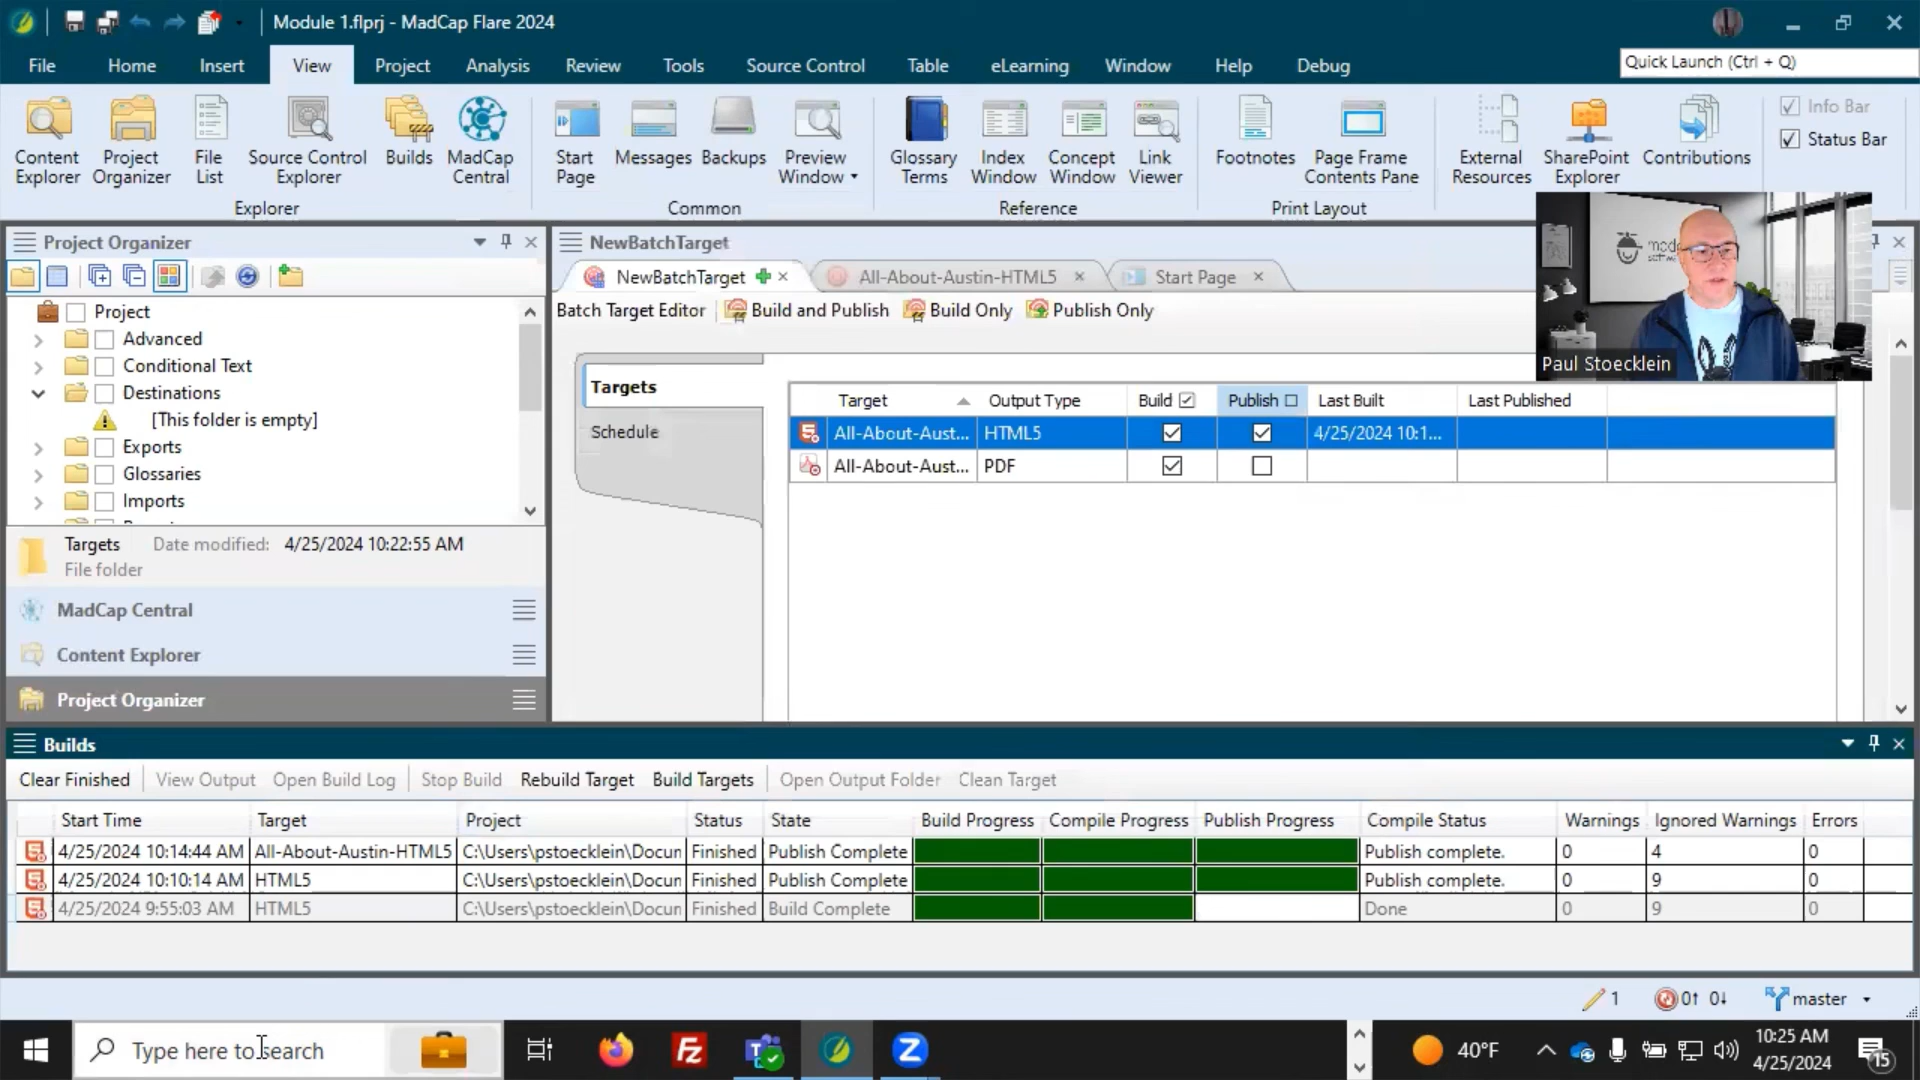 Module 1.flprj - MadCap Flare 2024
File Home Insert View Project Analysis Review Tools Source Control Table eLearning Window Help Debug
Quick Launch (Ctrl + Q)
Content Explorer
Project Organizer
File List
Source Control Explorer
Builds
MadCap Central
Explorer
Start Page
Messages
Backups
Preview Window
Common
Glossary Terms
Index Window
Concept Window
Link Viewer
Reference
Footnotes
Page Frame Contents Pane
Print Layout
External Resources
SharePoint Explorer
Contributions
Info Bar
Status Bar
Project Organizer
Project
Advanced
Conditional Text
Destinations
[This folder is empty]
Exports
Glossaries
Imports
Targets Date modified: 4/25/2024 10:22:55 AM
File folder
MadCap Central
Content Explorer
Project Organizer
NewBatchTarget
NewBatchTarget All-About-Austin-HTML5 Start Page
Batch Target Editor Build and Publish Build Only Publish Only
Targets
Schedule
Target Output Type Build Publish Last Built Last Published
All-About-Aust... HTML5 4/25/2024 10:1...
All-About-Aust... PDF
Paul Stoecklein
Builds
Clear Finished View Output Open Build Log Stop Build Rebuild Target Build Targets Open Output Folder Clean Target
Start Time Target Project Status State Build Progress Compile Progress Publish Progress Compile Status Warnings Ignored Warnings Errors
4/25/2024 10:14:44 AM All-About-Austin-HTML5 C:\Users\pstoecklein\Docun Finished Publish Complete Publish complete. 0 4 0
4/25/2024 10:10:14 AM HTML5 C:\Users\pstoecklein\Docun Finished Publish Complete Publish complete. 0 9 0
4/25/2024 9:55:03 AM HTML5 C:\Users\pstoecklein\Docun Finished Build Complete Done 0 9 0
1 0↑ 0↓ master
Type here to search
40°F
10:25 AM
4/25/2024
15